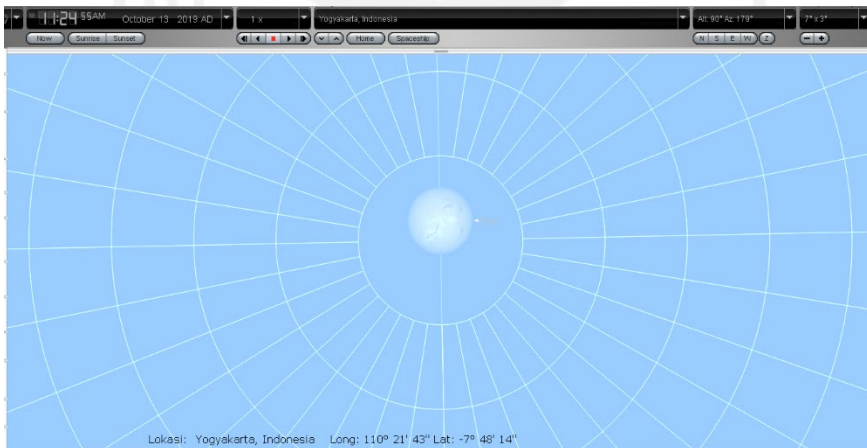 11:24 55AM October 13 2019 AD 1 x Yogyakarta, Indonesia Alt: 90° Az: 179° 7° x 3°
Now Sunrise Sunset Home Spaceship N S E W Z
Lokasi: Yogyakarta, Indonesia Long: 110° 21' 43" Lat: -7° 48' 14"